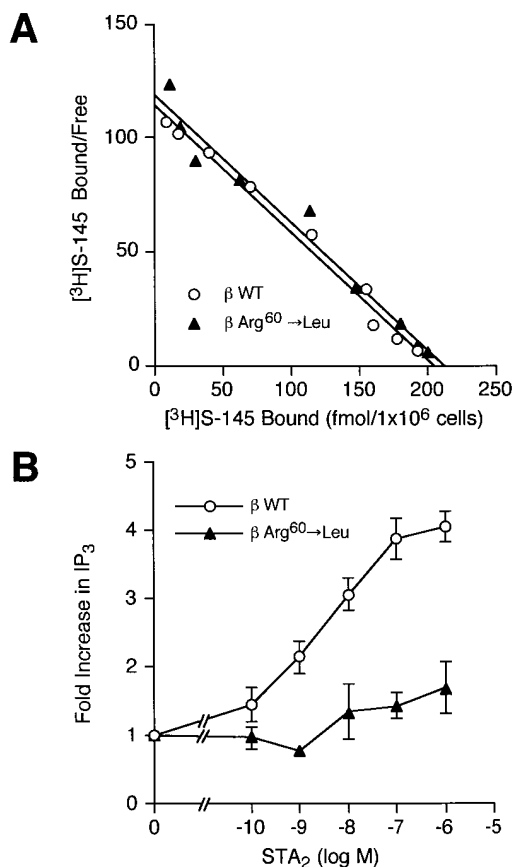 A
[³H]S-145 Bound/Free
150
100
50
0
β WT
β Arg⁶⁰→Leu
0 50 100 150 200 250
[³H]S-145 Bound (fmol/1x10⁶ cells)
B
Fold Increase in IP₃
5
4
3
2
1
0
β WT
β Arg⁶⁰→Leu
0 -10 -9 -8 -7 -6 -5
STA₂ (log M)